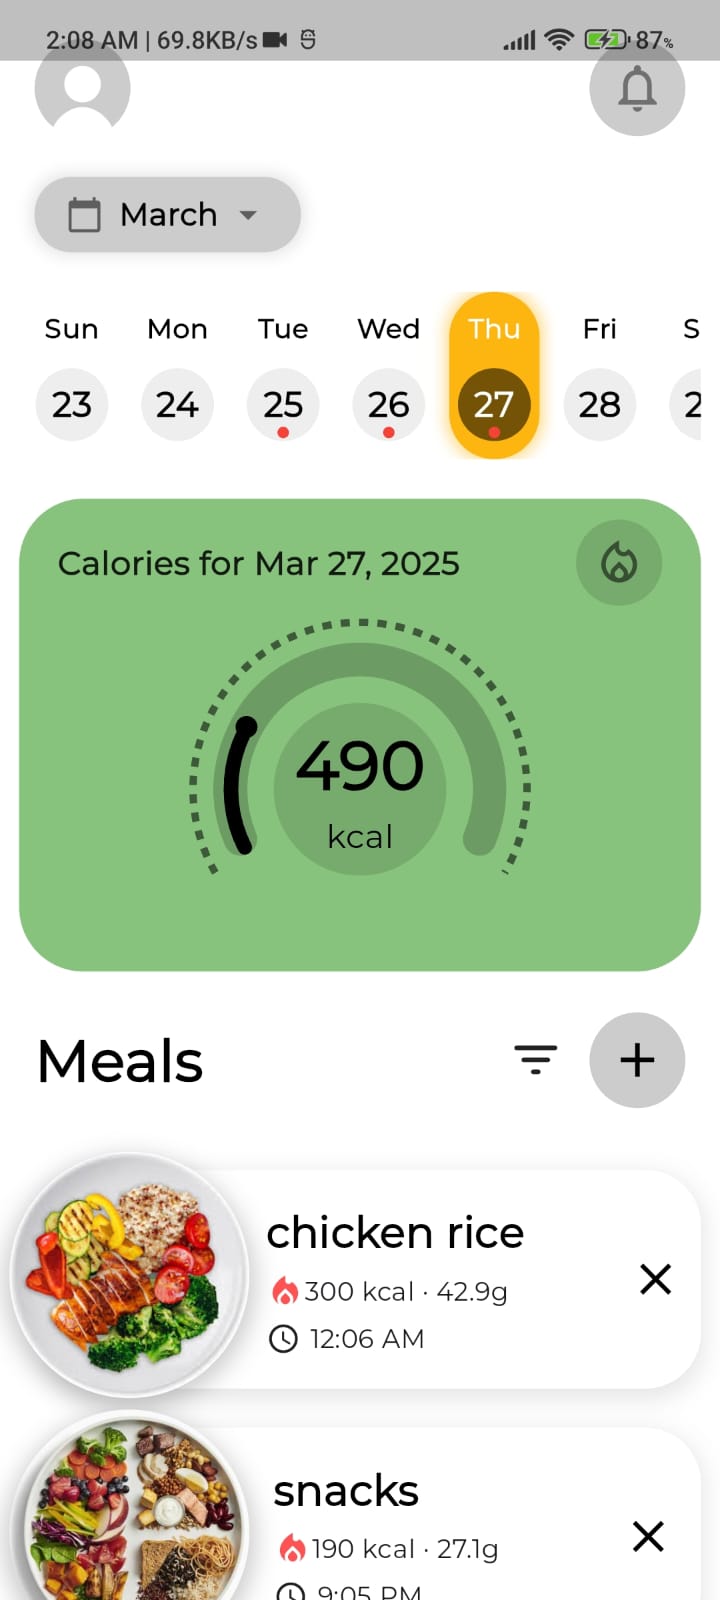 2:08 AM | 69.8KB/s 87%
March
Sun Mon Tue Wed Thu Fri S
23 24 25 26 27 28 2
Calories for Mar 27, 2025
490
kcal
Meals
chicken rice
300 kcal · 42.9g
12:06 AM
snacks
190 kcal · 27.1g
9:05 PM